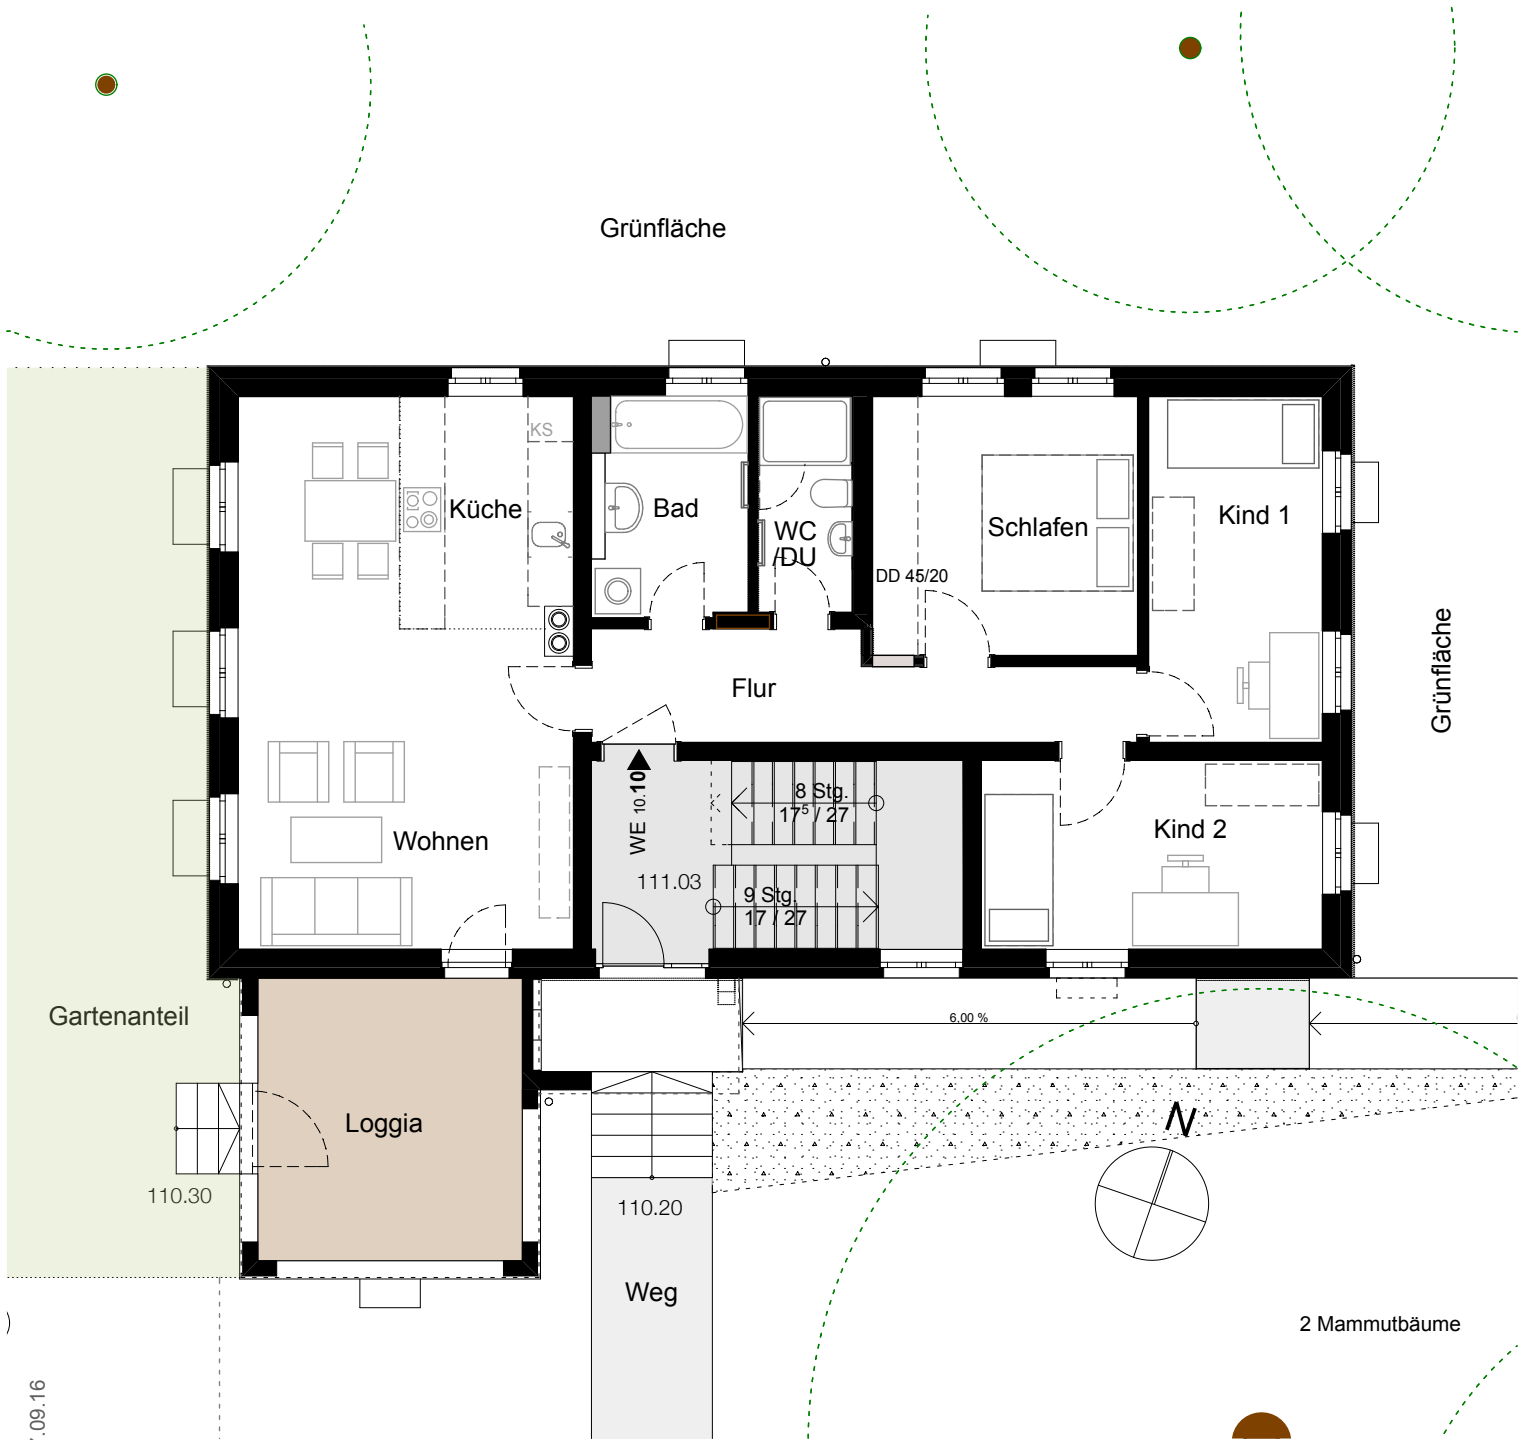 Grünfläche
KS
Küche
Bad
WC
/DU
Schlafen
Kind 1
DD 45/20
Grünfläche
Flur
WE 10.10
8 Stg.
17⁵ / 27
Kind 2
Wohnen
111.03
9 Stg.
17 / 27
Gartenanteil
6,00 %
Loggia
N
110.30
110.20
Weg
2 Mammutbäume
.09.16